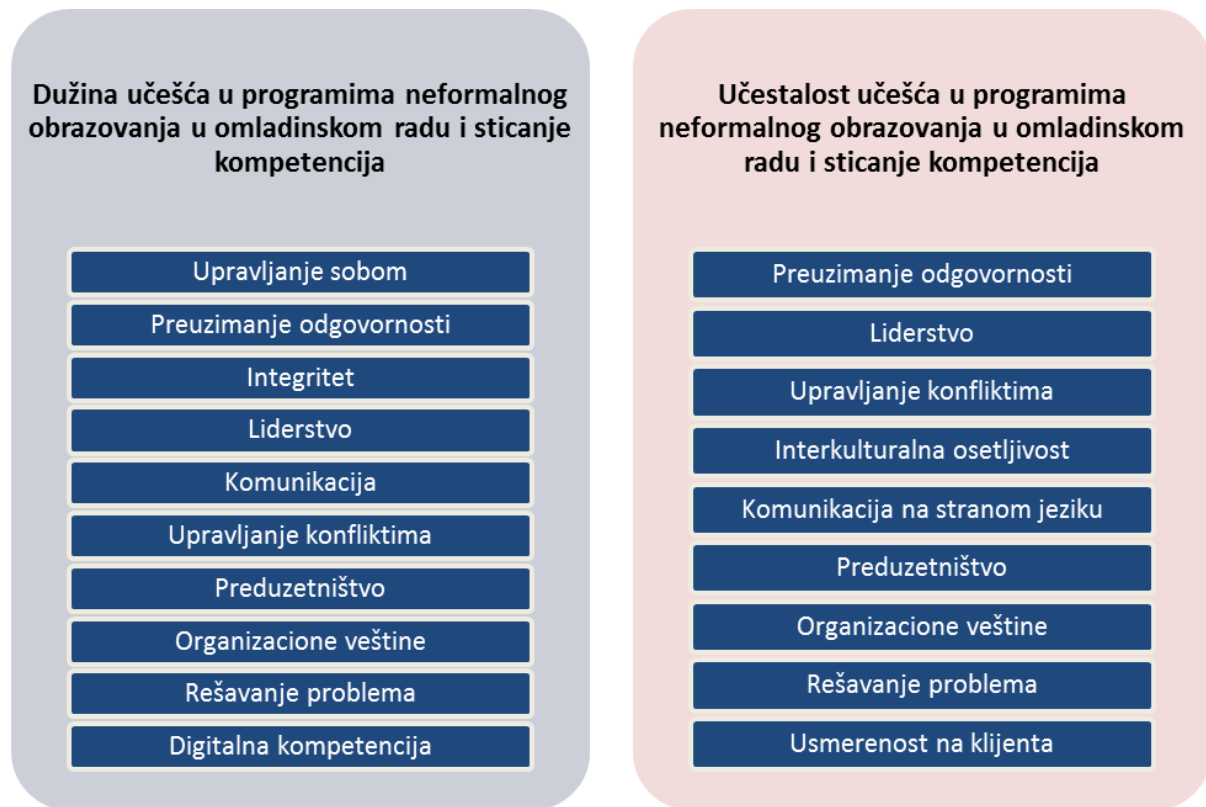 Dužina učešća u programima neformalnog
obrazovanja u omladinskom radu i sticanje
kompetencija
Upravljanje sobom
Preuzimanje odgovornosti
Integritet
Liderstvo
Komunikacija
Upravljanje konfliktima
Preduzetništvo
Organizacione veštine
Rešavanje problema
Digitalna kompetencija
Učestalost učešća u programima
neformalnog obrazovanja u omladinskom
radu i sticanje kompetencija
Preuzimanje odgovornosti
Liderstvo
Upravljanje konfliktima
Interkulturalna osetljivost
Komunikacija na stranom jeziku
Preduzetništvo
Organizacione veštine
Rešavanje problema
Usmerenost na klijenta